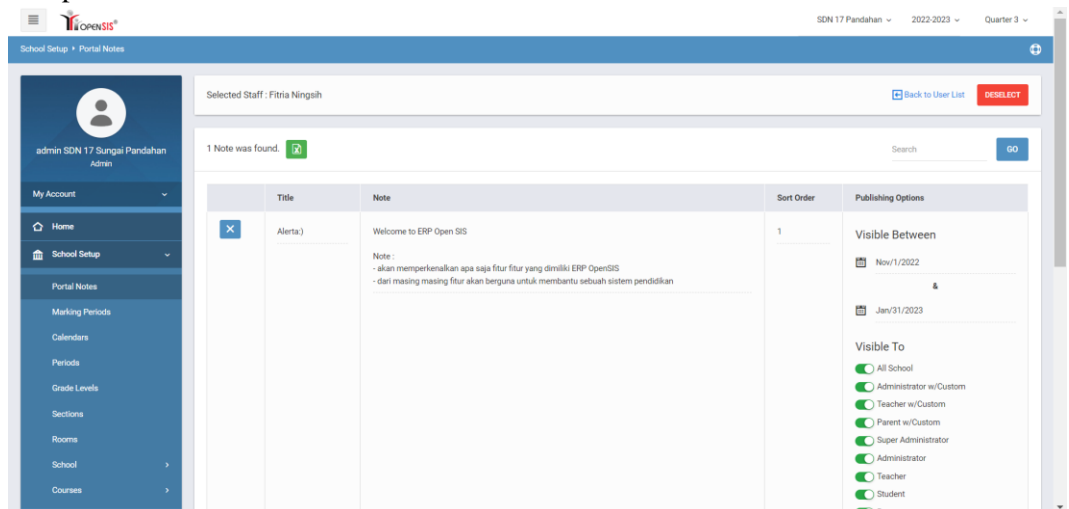 OPENSIS®
SDN 17 Pandahan
2022-2023
Quarter 3
School Setup
Portal Notes
Selected Staff : Fitria Ningsih
Back to User List
DESELECT
admin SDN 17 Sungai Pandahan
Admin
1 Note was found.
Search
GO
My Account
Home
School Setup
Portal Notes
Marking Periods
Calendars
Periods
Grade Levels
Sections
Rooms
School
Courses
Title
Note
Sort Order
Publishing Options
Alerta:)
Welcome to ERP Open SIS
Note :
- akan memperkenalkan apa saja fitur fitur yang dimiliki ERP OpenSIS
- dari masing masing fitur akan berguna untuk membantu sebuah sistem pendidikan
1
Visible Between
Nov/1/2022
&
Jan/31/2023
Visible To
All School
Administrator w/Custom
Teacher w/Custom
Parent w/Custom
Super Administrator
Administrator
Teacher
Student